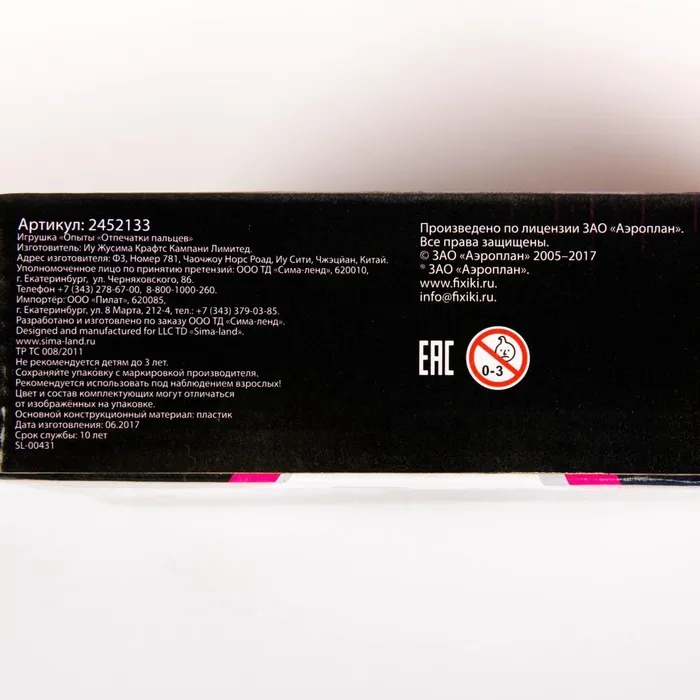 Артикул: 2452133
Игрушка «Опыты «Отпечатки пальцев»
Изготовитель: Иу Жусима Крафтс Кампани Лимитед.
Адрес изготовителя: Ф3, Номер 781, Чаочжоу Норс Роад, Иу Сити, Чжэцйан, Китай.
Уполномоченное лицо по принятию претензий: ООО ТД «Сима-ленд», 620010,
г. Екатеринбург, ул. Черняховского, 86.
Телефон +7 (343) 278-67-00, 8-800-1000-260.
Импортёр: ООО «Пилат», 620085,
г. Екатеринбург, ул. 8 Марта, 212-4, тел.: +7 (343) 379-03-85.
Разработано и изготовлено по заказу ООО ТД «Сима-ленд».
Designed and manufactured for LLC TD «Sima-land».
www.sima-land.ru
ТР ТС 008/2011
Не рекомендуется детям до 3 лет.
Сохраняйте упаковку с маркировкой производителя.
Рекомендуется использовать под наблюдением взрослых!
Цвет и состав комплектующих могут отличаться
от изображённых на упаковке.
Основной конструкционный материал: пластик
Дата изготовления: 06.2017
Срок службы: 10 лет
SL-00431
Произведено по лицензии ЗАО «Аэроплан».
Все права защищены.
© ЗАО «Аэроплан» 2005–2017
® ЗАО «Аэроплан».
www.fixiki.ru.
info@fixiki.ru.
EAC
0-3